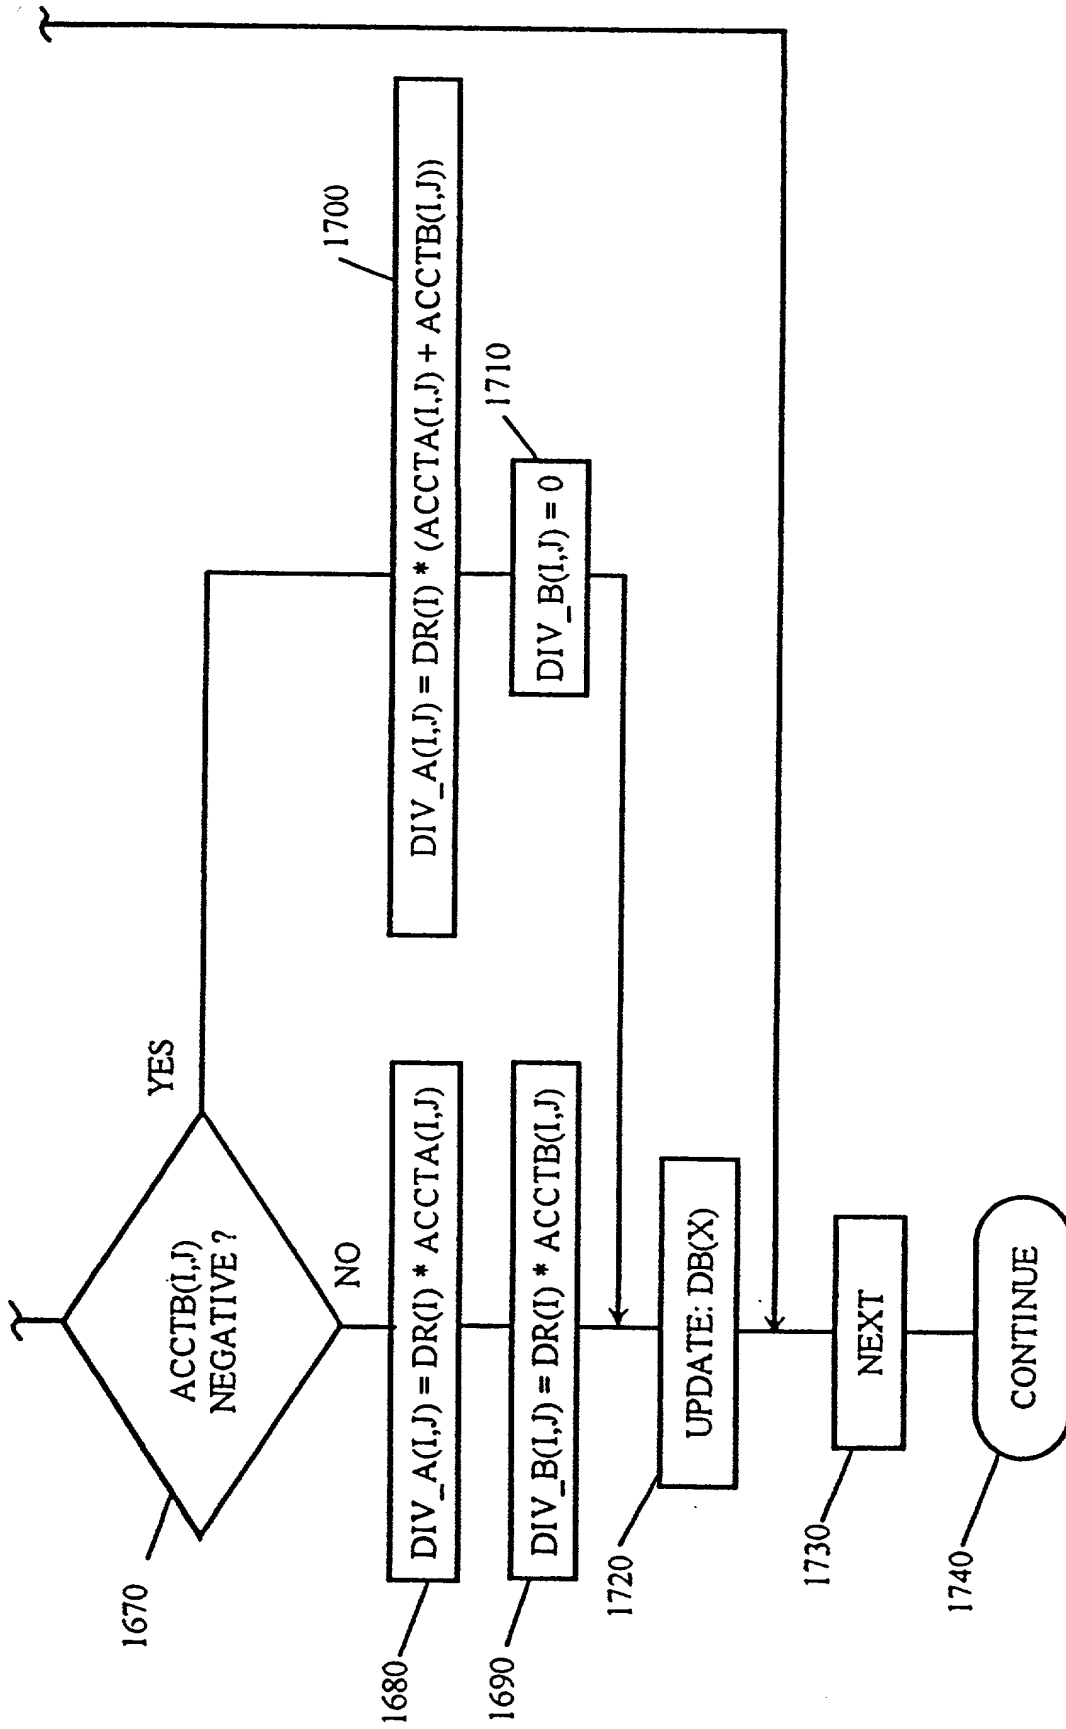 1670
ACCTB(I,J)
NEGATIVE ?
YES
NO
1680
DIV_A(I,J) = DR(I) * ACCTA(I,J)
1700
DIV_A(I,J) = DR(I) * (ACCTA(I,J) + ACCTB(I,J))
1690
DIV_B(I,J) = DR(I) * ACCTB(I,J)
1710
DIV_B(I,J) = 0
1720
UPDATE: DB(X)
1730
NEXT
1740
CONTINUE